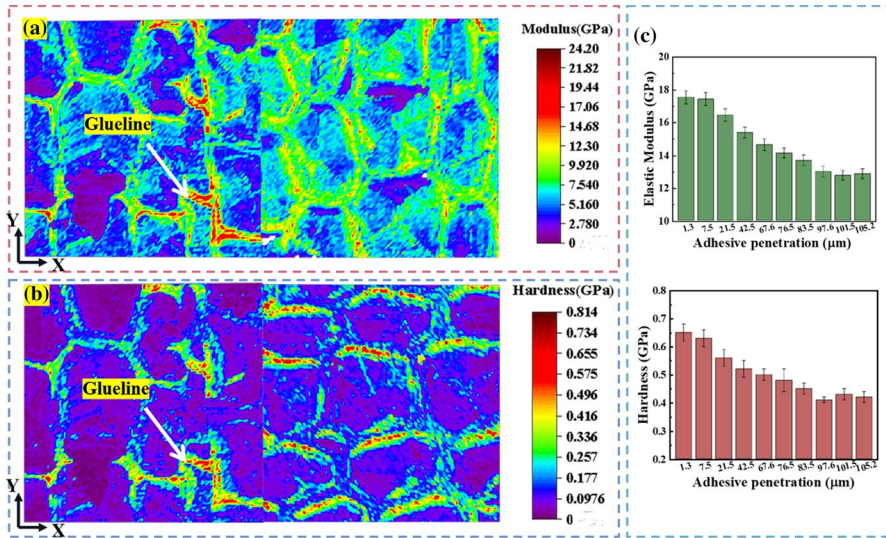 (a)
Glueline
Y
X
Modulus(GPa)
24.20
21.82
19.44
17.06
14.68
12.30
9.920
7.540
5.160
2.780
0
(b)
Glueline
Y
X
Hardness(GPa)
0.814
0.734
0.655
0.575
0.496
0.416
0.336
0.257
0.177
0.0976
0
(c)
Elastic Modulus (GPa)
20
18
16
14
12
10
1.3 7.5 21.5 42.5 67.6 76.5 83.5 97.6 101.5 105.2
Adhesive penetration (μm)
Hardness (GPa)
0.8
0.7
0.6
0.5
0.4
0.3
0.2
1.3 7.5 21.5 42.5 67.6 76.5 83.5 97.6 101.5 105.2
Adhesive penetration (μm)